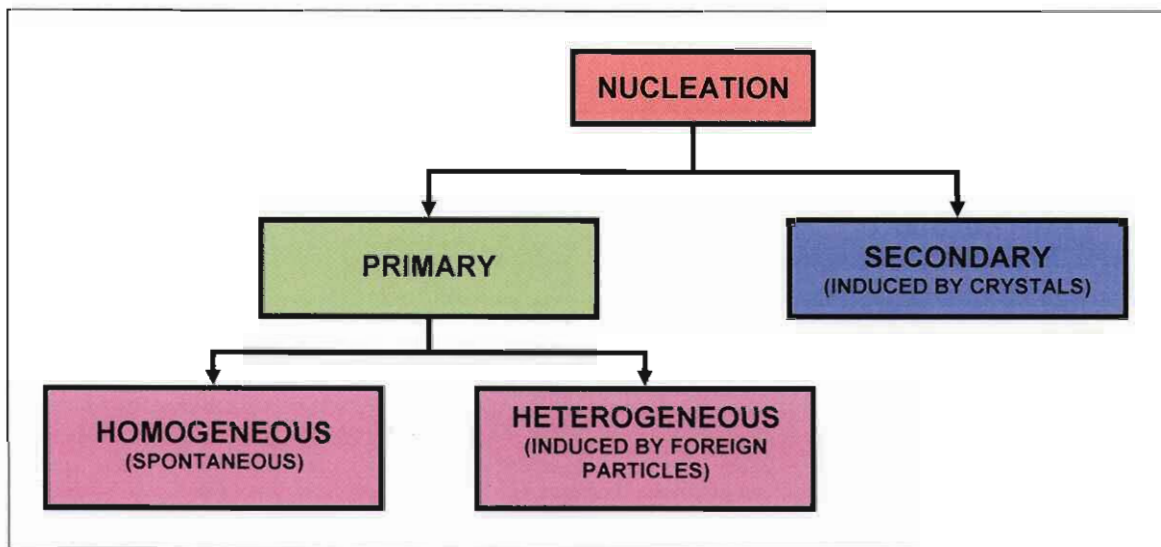 NUCLEATION
PRIMARY
SECONDARY
(INDUCED BY CRYSTALS)
HOMOGENEOUS
(SPONTANEOUS)
HETEROGENEOUS
(INDUCED BY FOREIGN
PARTICLES)